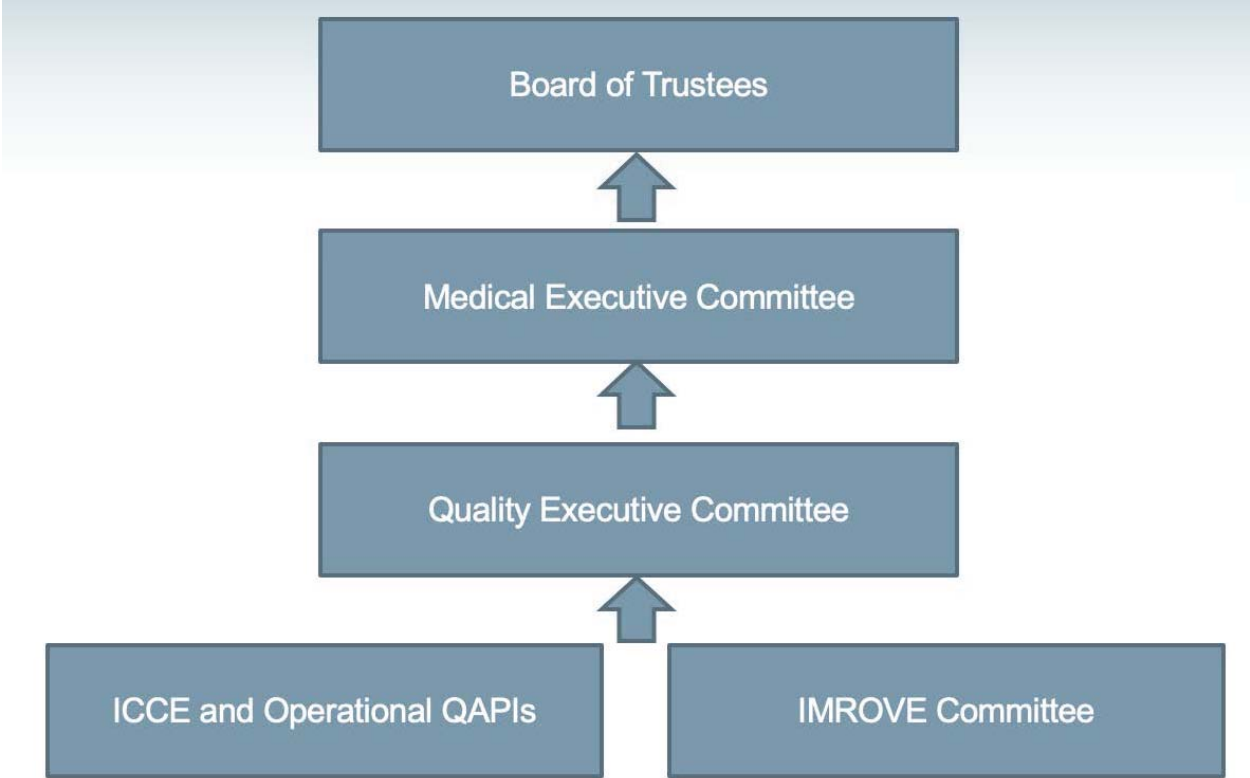 Board of Trustees
Medical Executive Committee
Quality Executive Committee
ICCE and Operational QAPIs
IMROVE Committee